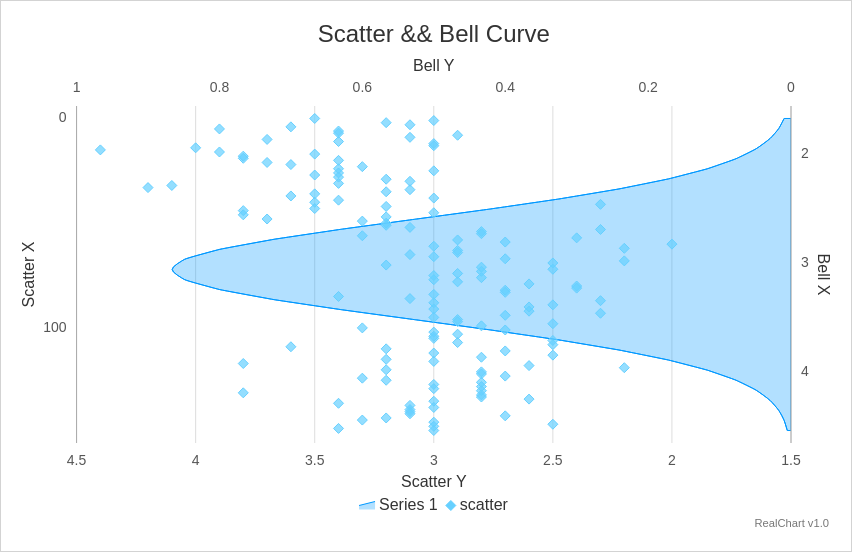 Scatter && Bell Curve
Bell Y
1 0.8 0.6 0.4 0.2 0
0
100
Scatter X
2
3
4
Bell X
4.5 4 3.5 3 2.5 2 1.5
Scatter Y
Series 1 scatter
RealChart v1.0